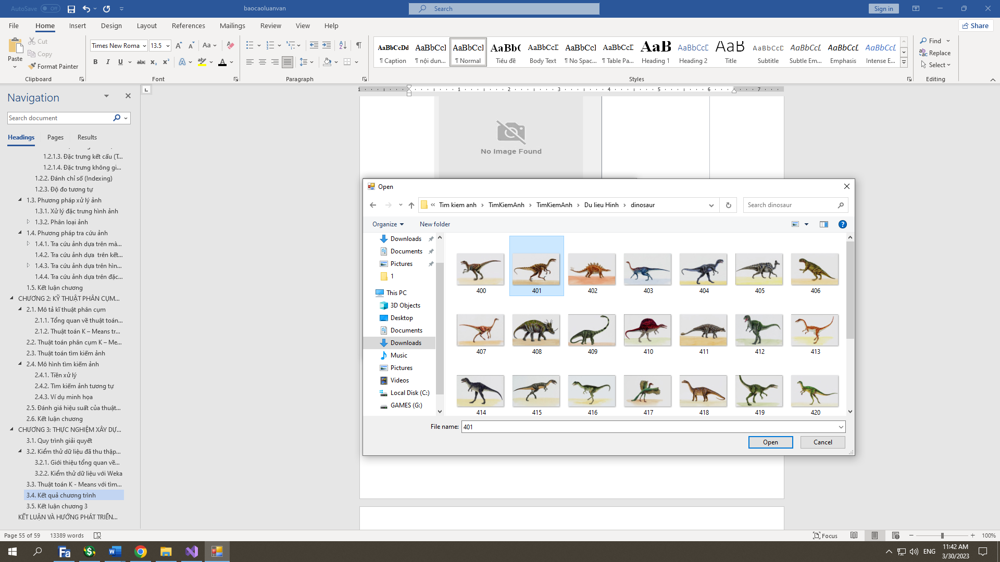 AutoSave Off
baocaoluanvan
Search
Sign in
File Home Insert Design Layout References Mailings Review View Help
Share
Paste
Cut
Copy
Format Painter
Clipboard
Times New Roma 13.5
Font
Paragraph
AaBbCcDd AaBbCcI AaBbCcI AaBb( AaBbCcD AaBbCcI AaBbCcD AaBb AaBbCcD AaB AaBbCcD AaBbCcD AaBbCcD AaBbCcD
¶ Caption ¶ nội dun... ¶ Normal Tiêu đề Body Text ¶ No Spac... ¶ Table Pa... Heading 1 Heading 2 Title Subtitle Subtle Em... Emphasis Intense E...
Styles
Find
Replace
Select
Editing
Navigation
Search document
Headings Pages Results
1.2.1.3. Đặc trưng kết cấu (T...
1.2.1.4. Đặc trưng không gi...
1.2.2. Đánh chỉ số (Indexing)
1.2.3. Độ đo tương tự
1.3. Phương pháp xử lý ảnh
1.3.1. Xử lý đặc trưng hình ảnh
1.3.2. Phân loại ảnh
1.4. Phương pháp tra cứu ảnh
1.4.1. Tra cứu ảnh dựa trên mà...
1.4.2. Tra cứu ảnh dựa  trên kết...
1.4.3. Tra cứu ảnh dựa trên hìn...
1.4.4. Tra cứu ảnh dựa trên đặc...
1.5. Kết luận chương
CHƯƠNG 2: KỸ THUẬT PHÂN CỤM...
2.1. Mô tả kĩ thuật phân cụm
2.1.1. Tổng quan về thuật toán...
2.1.2. Thuật toán K – Means tr...
2.2. Thuật toán phân cụm K – Me...
2.3. Thuật toán tìm kiếm ảnh
2.4. Mô hình tìm kiếm ảnh
2.4.1. Tiền xử lý
2.4.2. Tìm kiếm ảnh tương tự
2.4.3. Ví dụ minh họa
2.5. Đánh giá hiệu suất của thuật...
2.6. Kết luận chương
CHƯƠNG 3: THỰC NGHIỆM XÂY DỰ...
3.1. Quy trình giải quyết
3.2. Kiểm thử dữ liệu đã thu thập...
3.2.1. Giới thiệu tổng quan về...
3.2.2. Kiểm thử dữ liệu với Weka
3.3. Thuật toán K - Means với tìm...
3.4. Kết quả chương trình
3.5. Kết luận chương 3
KẾT LUẬN VÀ HƯỚNG PHÁT TRIỂN...
1 1 2 3 4 5 6 7
No Image Found
Open
« Tim kiem anh › TimKiemAnh › TimKiemAnh › Du lieu Hinh › dinosaur
Search dinosaur
Organize New folder
Downloads
Documents
Pictures
1
This PC
3D Objects
Desktop
Documents
Downloads
Music
Pictures
Videos
Local Disk (C:)
GAMES (G:)
400 401 402 403 404 405 406
407 408 409 410 411 412 413
414 415 416 417 418 419 420
File name: 401
Open Cancel
Page 55 of 59 13389 words
Focus
100%
ENG
11:42 AM
3/30/2023